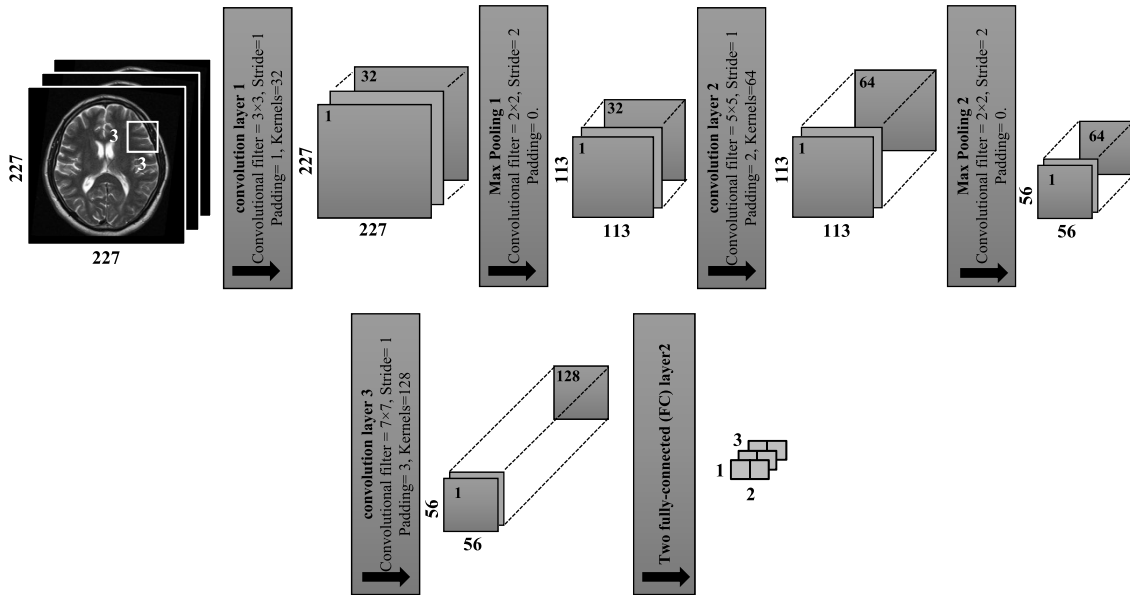 3
3
227
227
convolution layer 1
Convolutional filter = 3×3, Stride=1
Padding= 1, Kernels=32
32
1
227
227
Max Pooling 1
Convolutional filter = 2×2, Stride= 2
Padding= 0.
32
1
113
113
convolution layer 2
Convolutional filter = 5×5, Stride= 1
Padding= 2, Kernels=64
64
1
113
113
Max Pooling 2
Convolutional filter = 2×2, Stride= 2
Padding= 0.
64
1
56
56
convolution layer 3
Convolutional filter = 7×7, Stride= 1
Padding= 3, Kernels=128
128
1
56
56
Two fully-connected (FC) layer2
3
1
2